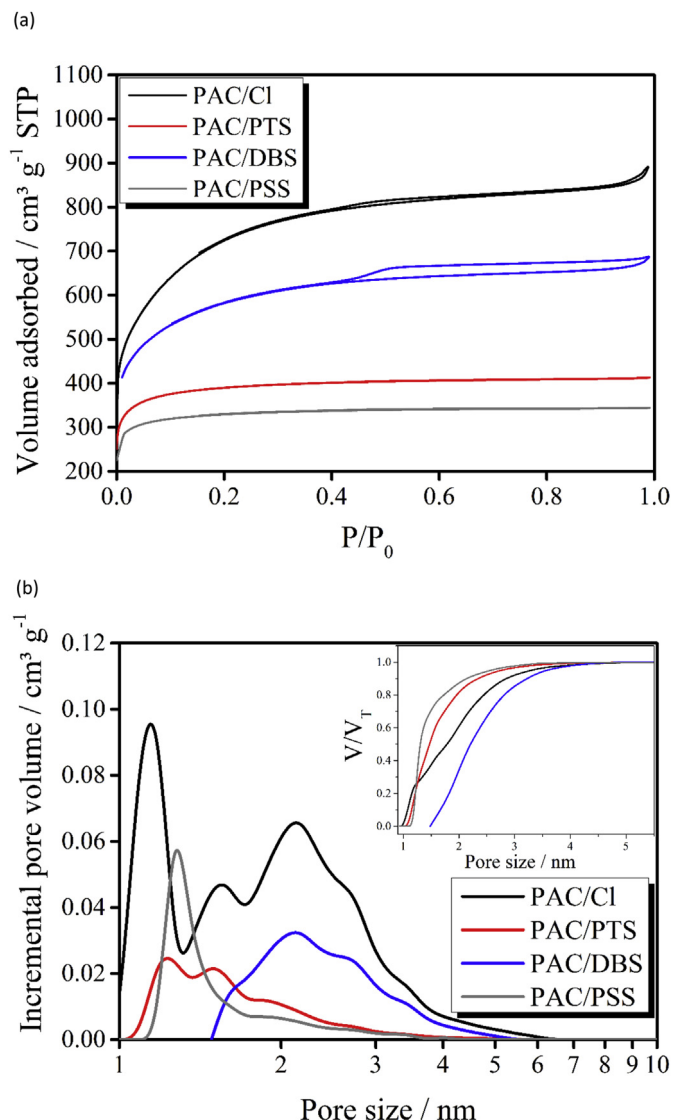 (a)
1100
1000
900
800
700
600
500
400
300
200
Volume adsorbed / cm³ g⁻¹ STP
PAC/Cl
PAC/PTS
PAC/DBS
PAC/PSS
0.0 0.2 0.4 0.6 0.8 1.0
P/P₀
(b)
0.12
0.10
0.08
0.06
0.04
0.02
0.00
Incremental pore volume / cm³ g⁻¹
1.0
0.8
0.6
0.4
0.2
0.0
V/V_T
1 2 3 4 5
Pore size / nm
PAC/Cl
PAC/PTS
PAC/DBS
PAC/PSS
1 2 3 4 5 6 7 8 9 10
Pore size / nm